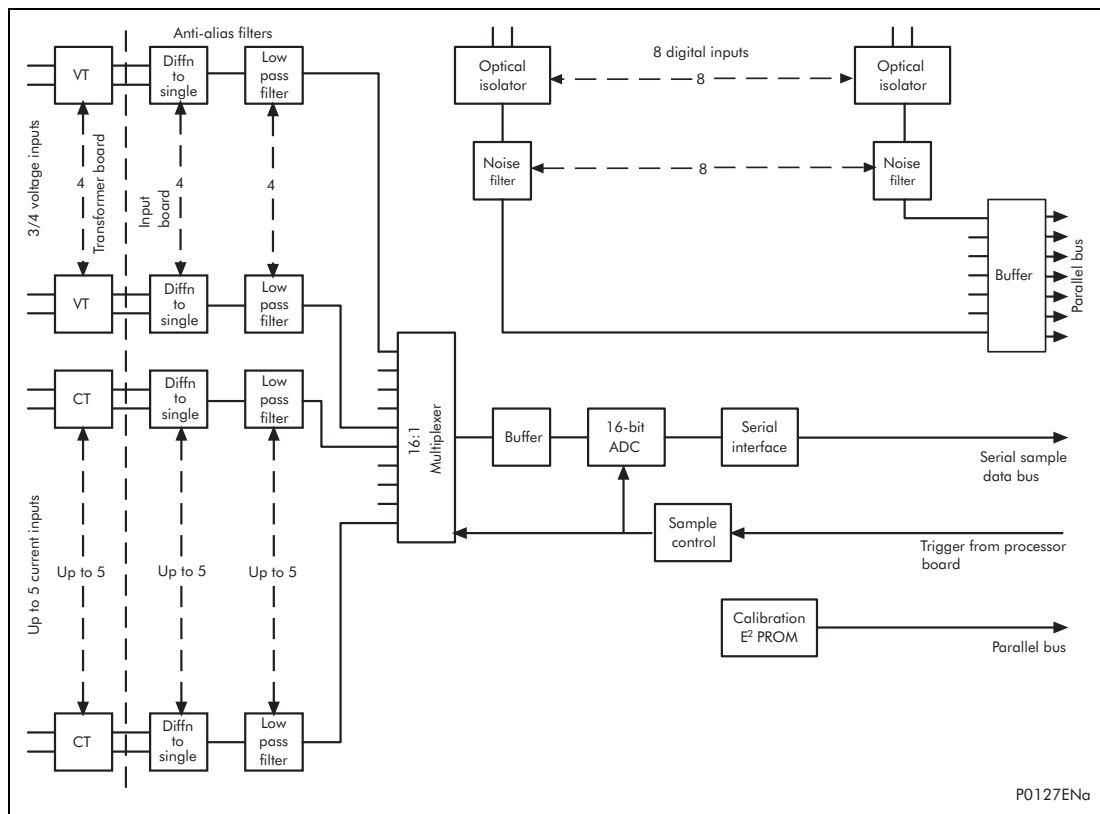 Anti-alias filters
VT
Diffn
to
single
Low
pass
filter
3/4 voltage inputs
4
Transformer board
Input
board
4
4
VT
Diffn
to
single
Low
pass
filter
CT
Diffn
to
single
Low
pass
filter
Up to 5 current inputs
Up to 5
Up to 5
Up to 5
CT
Diffn
to
single
Low
pass
filter
16:1
Multiplexer
Optical
isolator
8 digital inputs
8
Optical
isolator
Noise
filter
8
Noise
filter
Buffer
Parallel bus
Buffer
16-bit
ADC
Serial
interface
Serial sample
data bus
Sample
control
Trigger from processor
board
Calibration
E² PROM
Parallel bus
P0127ENa